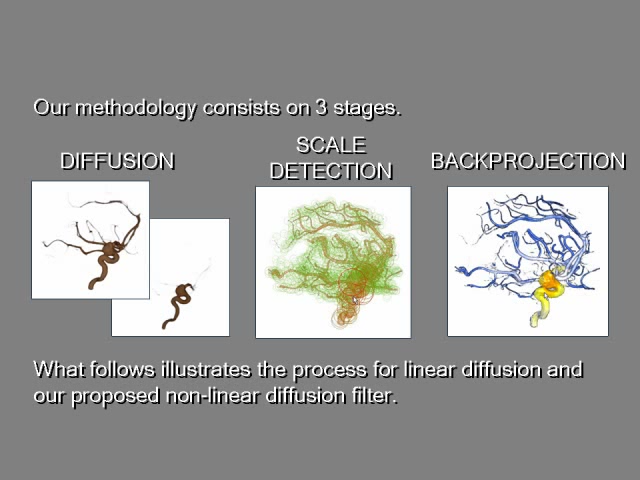 Our methodology consists on 3 stages.
DIFFUSION
SCALE
DETECTION
BACKPROJECTION
What follows illustrates the process for linear diffusion and
our proposed non-linear diffusion filter.